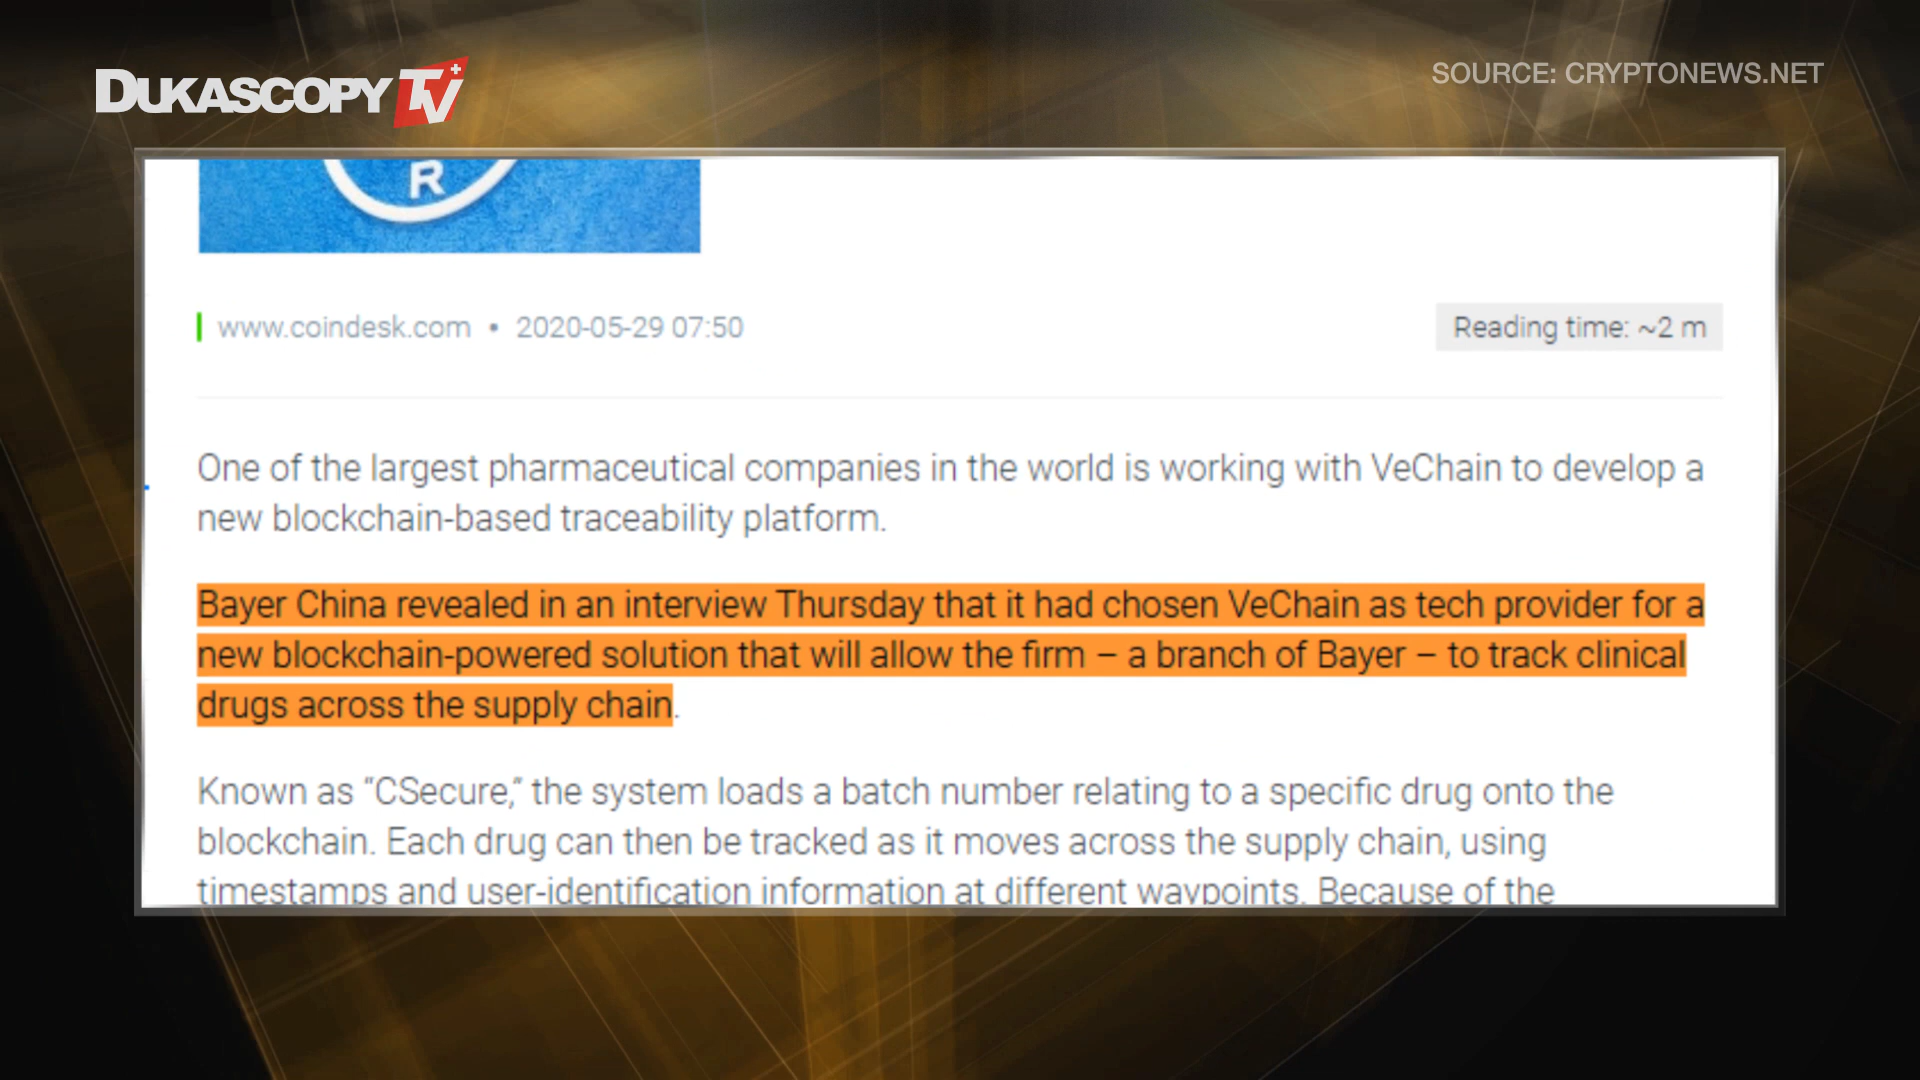 DUKASCOPY TV
SOURCE: CRYPTONEWS.NET
R
www.coindesk.com • 2020-05-29 07:50
Reading time: ~2 m
One of the largest pharmaceutical companies in the world is working with VeChain to develop a
new blockchain-based traceability platform.
Bayer China revealed in an interview Thursday that it had chosen VeChain as tech provider for a
new blockchain-powered solution that will allow the firm – a branch of Bayer – to track clinical
drugs across the supply chain.
Known as “CSecure,” the system loads a batch number relating to a specific drug onto the
blockchain. Each drug can then be tracked as it moves across the supply chain, using
timestamps and user-identification information at different waypoints. Because of the